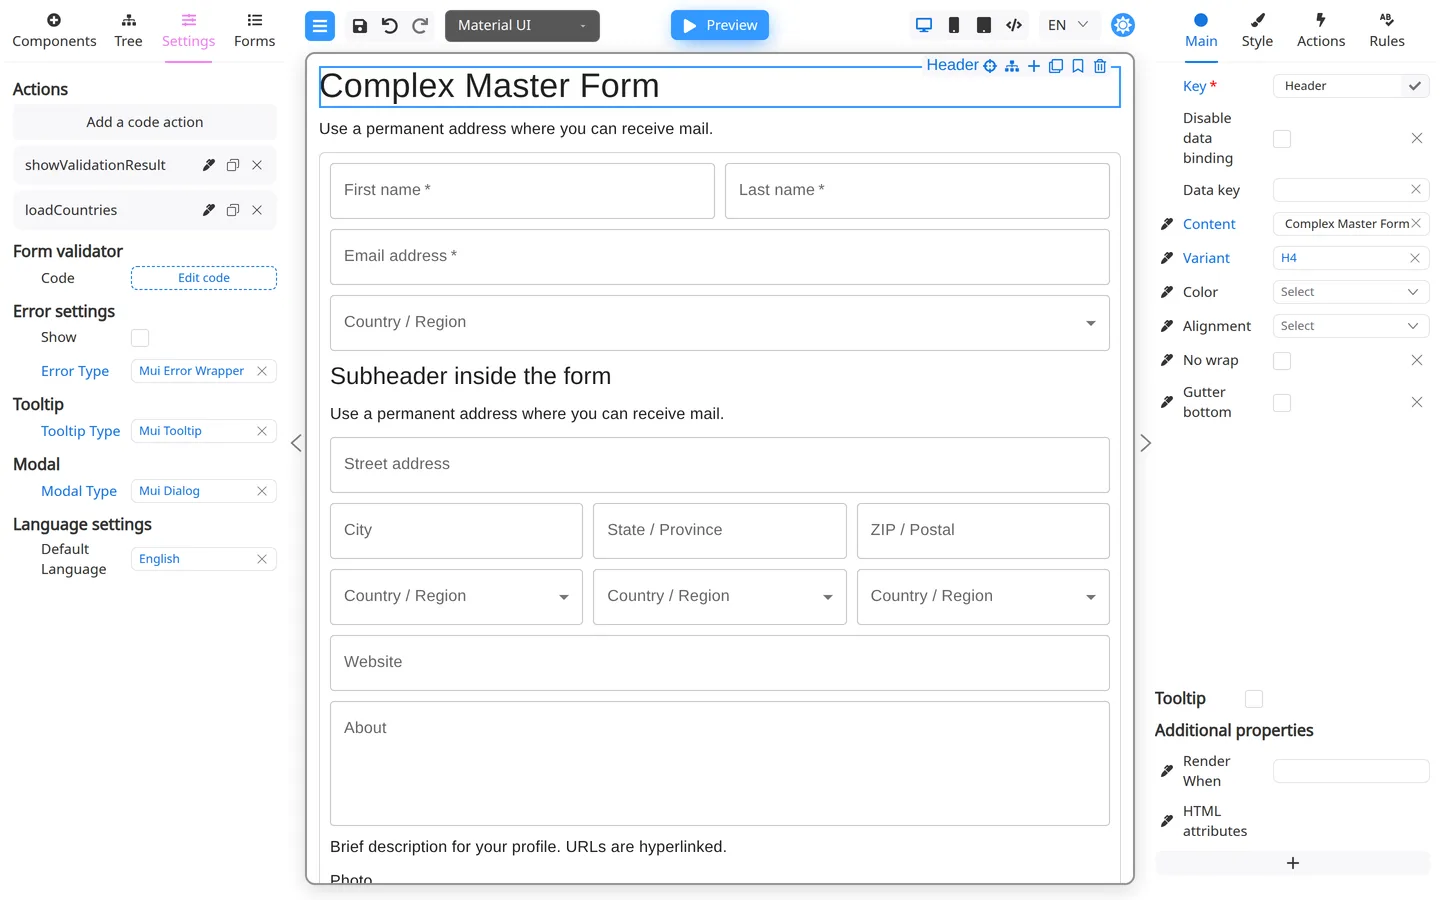 Components
Tree
Settings
Forms
Material UI
Preview
EN
Main
Style
Actions
Rules
Actions
Add a code action
showValidationResult
loadCountries
Form validator
Code
Edit code
Error settings
Show
Error Type
Mui Error Wrapper
Tooltip
Tooltip Type
Mui Tooltip
Modal
Modal Type
Mui Dialog
Language settings
Default
Language
English
Header
Complex Master Form
Use a permanent address where you can receive mail.
First name *
Last name *
Email address *
Country / Region
Subheader inside the form
Use a permanent address where you can receive mail.
Street address
City
State / Province
ZIP / Postal
Country / Region
Country / Region
Country / Region
Website
About
Brief description for your profile. URLs are hyperlinked.
Photo
Key *
Header
Disable
data
binding
Data key
Content
Complex Master Form
Variant
H4
Color
Select
Alignment
Select
No wrap
Gutter
bottom
Tooltip
Additional properties
Render
When
HTML
attributes